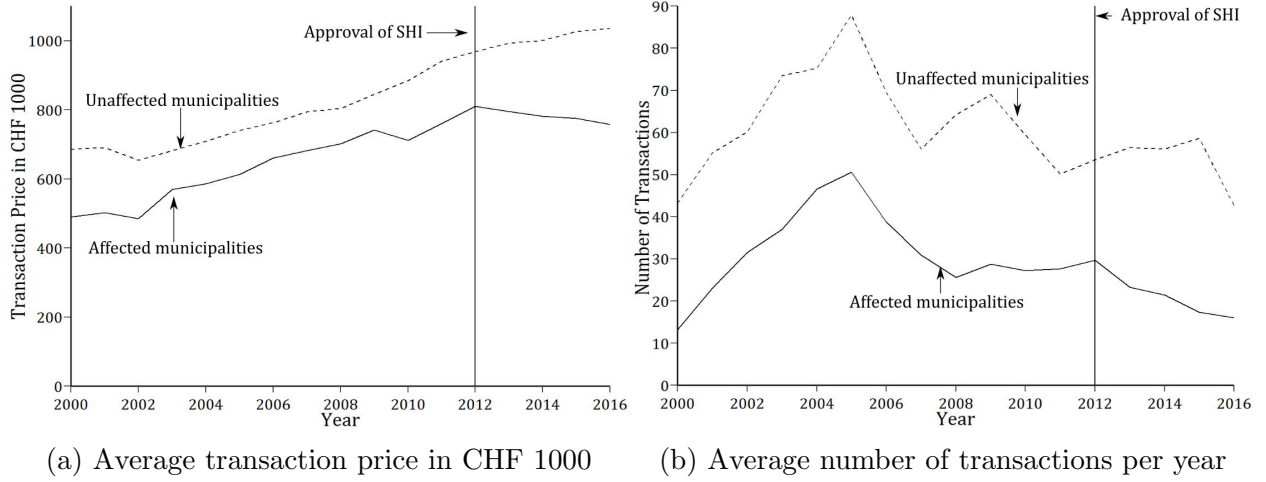 1000
800
600
400
200
0
Transaction Price in CHF 1000
Approval of SHI
Unaffected municipalities
Affected municipalities
2000 2002 2004 2006 2008 2010 2012 2014 2016
Year
(a) Average transaction price in CHF 1000
90
80
70
60
50
40
30
20
10
0
Number of Transactions
Approval of SHI
Unaffected municipalities
Affected municipalities
2000 2002 2004 2006 2008 2010 2012 2014 2016
Year
(b) Average number of transactions per year